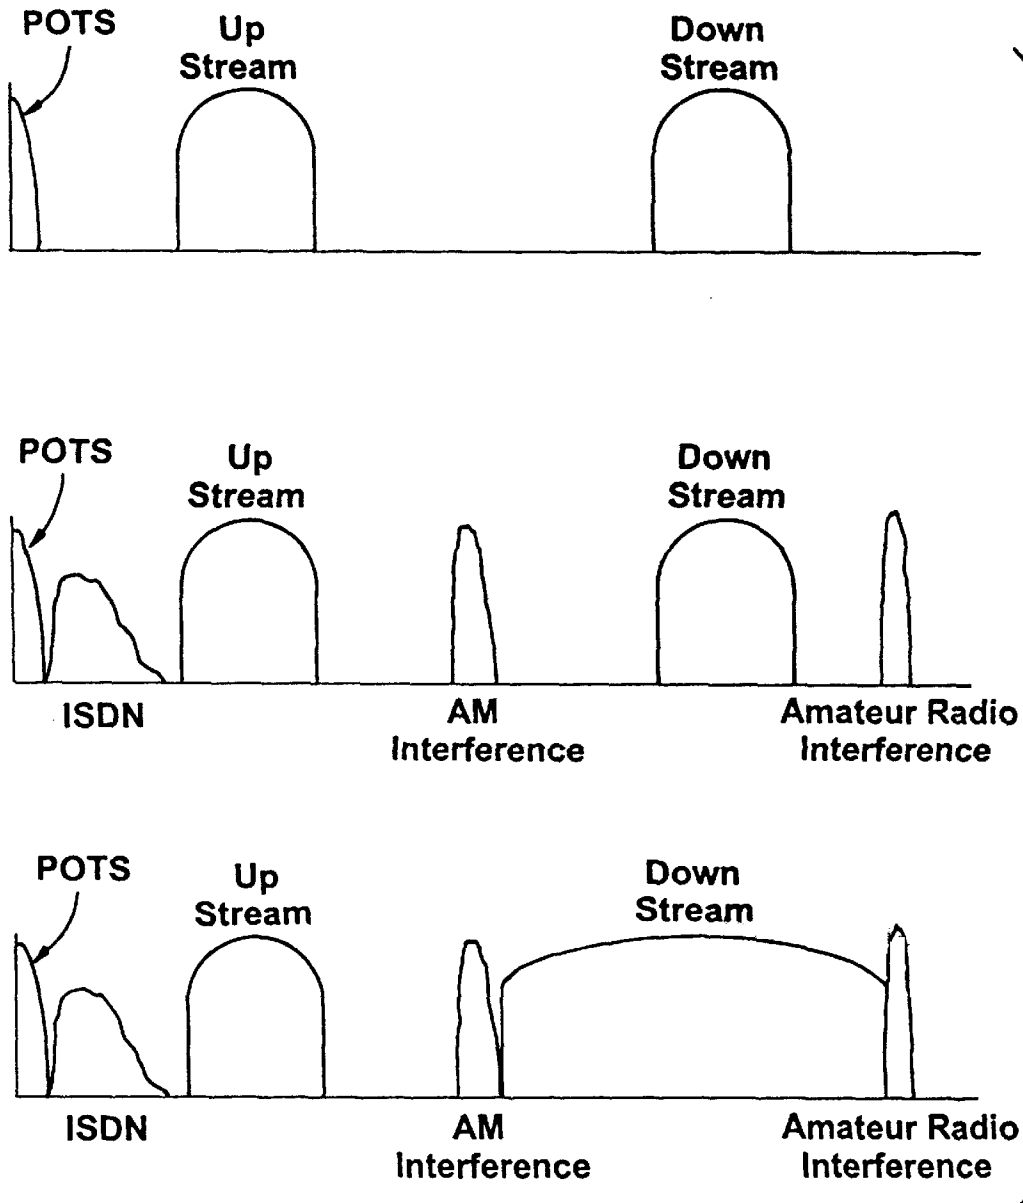 POTS
Up
Stream
Down
Stream
POTS
Up
Stream
Down
Stream
ISDN
AM
Interference
Amateur Radio
Interference
POTS
Up
Stream
Down
Stream
ISDN
AM
Interference
Amateur Radio
Interference